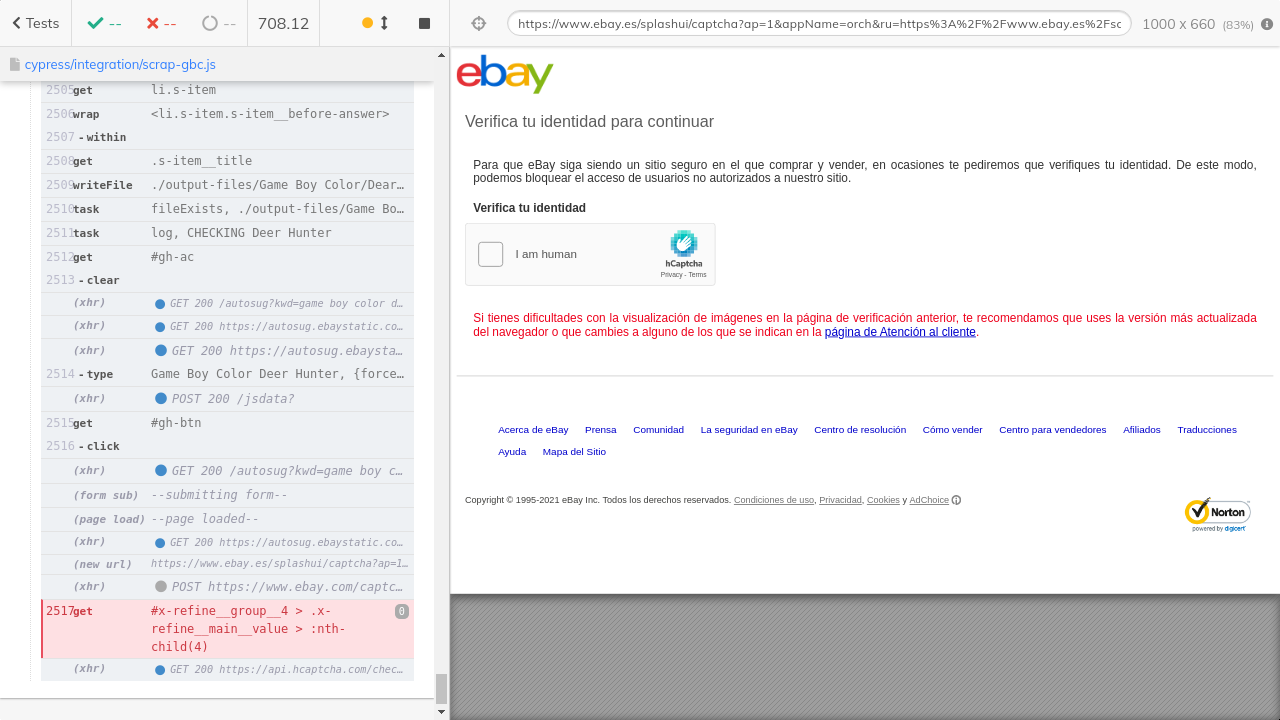 Tests
--
--
--
708.12
https://www.ebay.es/splashui/captcha?ap=1&appName=orch&ru=https%3A%2F%2Fwww.ebay.es%2Fsc
1000 x 660 (83%)
cypress/integration/scrap-gbc.js
2505 get li.s-item
2506 wrap <li.s-item.s-item__before-answer>
2507 - within
2508 get .s-item__title
2509 writeFile ./output-files/Game Boy Color/Dear…
2510 task fileExists, ./output-files/Game Bo…
2511 task log, CHECKING Deer Hunter
2512 get #gh-ac
2513 - clear
(xhr) GET 200 /autosug?kwd=game boy color d…
(xhr) GET 200 https://autosug.ebaystatic.co…
(xhr) GET 200 https://autosug.ebaysta…
2514 - type Game Boy Color Deer Hunter, {force…
(xhr) POST 200 /jsdata?
2515 get #gh-btn
2516 - click
(xhr) GET 200 /autosug?kwd=game boy c…
(form sub) --submitting form--
(page load) --page loaded--
(xhr) GET 200 https://autosug.ebaystatic.co…
(new url) https://www.ebay.es/splashui/captcha?ap=1…
(xhr) POST https://www.ebay.com/captc…
2517 get #x-refine__group__4 > .x-
refine__main__value > :nth-
child(4)
0
(xhr) GET 200 https://api.hcaptcha.com/chec…
ebay
Verifica tu identidad para continuar
Para que eBay siga siendo un sitio seguro en el que comprar y vender, en ocasiones te pediremos que verifiques tu identidad. De este modo,
podemos bloquear el acceso de usuarios no autorizados a nuestro sitio.
Verifica tu identidad
I am human
hCaptcha
Privacy - Terms
Si tienes dificultades con la visualización de imágenes en la página de verificación anterior, te recomendamos que uses la versión más actualizada
del navegador o que cambies a alguno de los que se indican en la página de Atención al cliente.
Acerca de eBay Prensa Comunidad La seguridad en eBay Centro de resolución Cómo vender Centro para vendedores Afiliados Traducciones
Ayuda Mapa del Sitio
Copyright © 1995-2021 eBay Inc. Todos los derechos reservados. Condiciones de uso, Privacidad, Cookies y AdChoice
Norton
powered by digicert